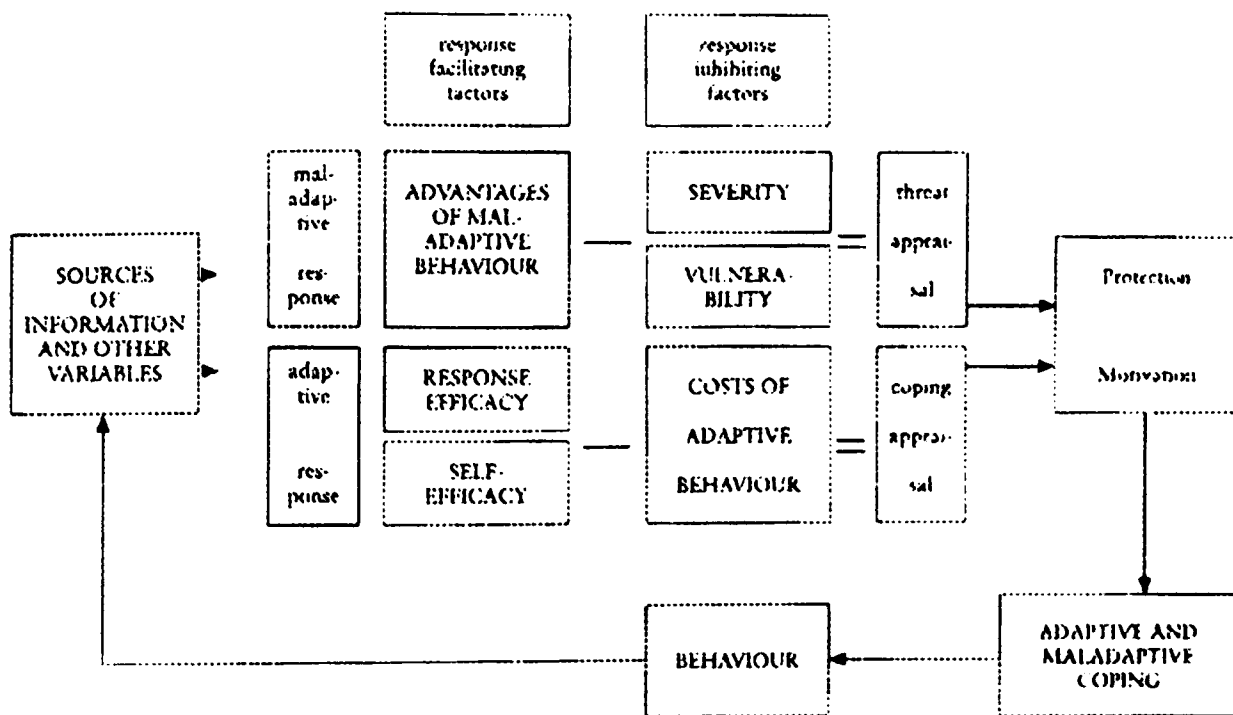 response
facilitating
factors
response
inhibiting
factors
mal-
adap-
tive
res-
ponse
ADVANTAGES
OF MAL-
ADAPTIVE
BEHAVIOUR
SEVERITY
VULNERA-
BILITY
threat
apprai-
sal
SOURCES
OF
INFORMATION
AND OTHER
VARIABLES
Protection
Motivation
adap-
tive
res-
ponse
RESPONSE
EFFICACY
SELF-
EFFICACY
COSTS OF
ADAPTIVE
BEHAVIOUR
coping
apprai-
sal
BEHAVIOUR
ADAPTIVE AND
MALADAPTIVE
COPING